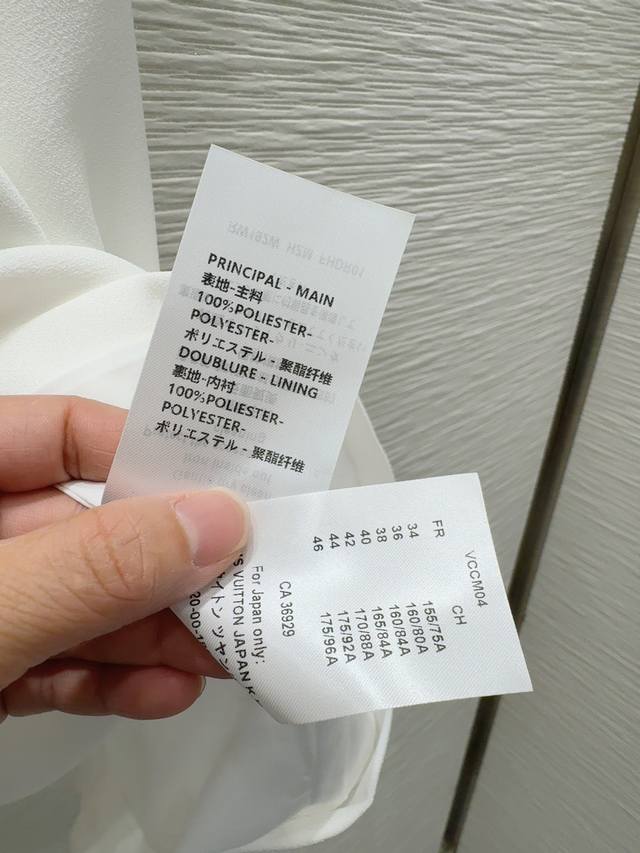 PRINCIPAL - MAIN
表地-主料
100%POLIESTER-
POLYESTER-
ポリエステル - 聚酯纤维
DOUBLURE - LINING
裏地-内衬
100%POLIESTER-
POLYESTER-
ポリエステル - 聚酯纤维
VCCM04
FR CH
34 155/75A
36 160/80A
38 160/84A
40 165/84A
42 170/88A
44 175/92A
46 175/96A
CA 36929
For Japan only:
VUITTON JAPAN K